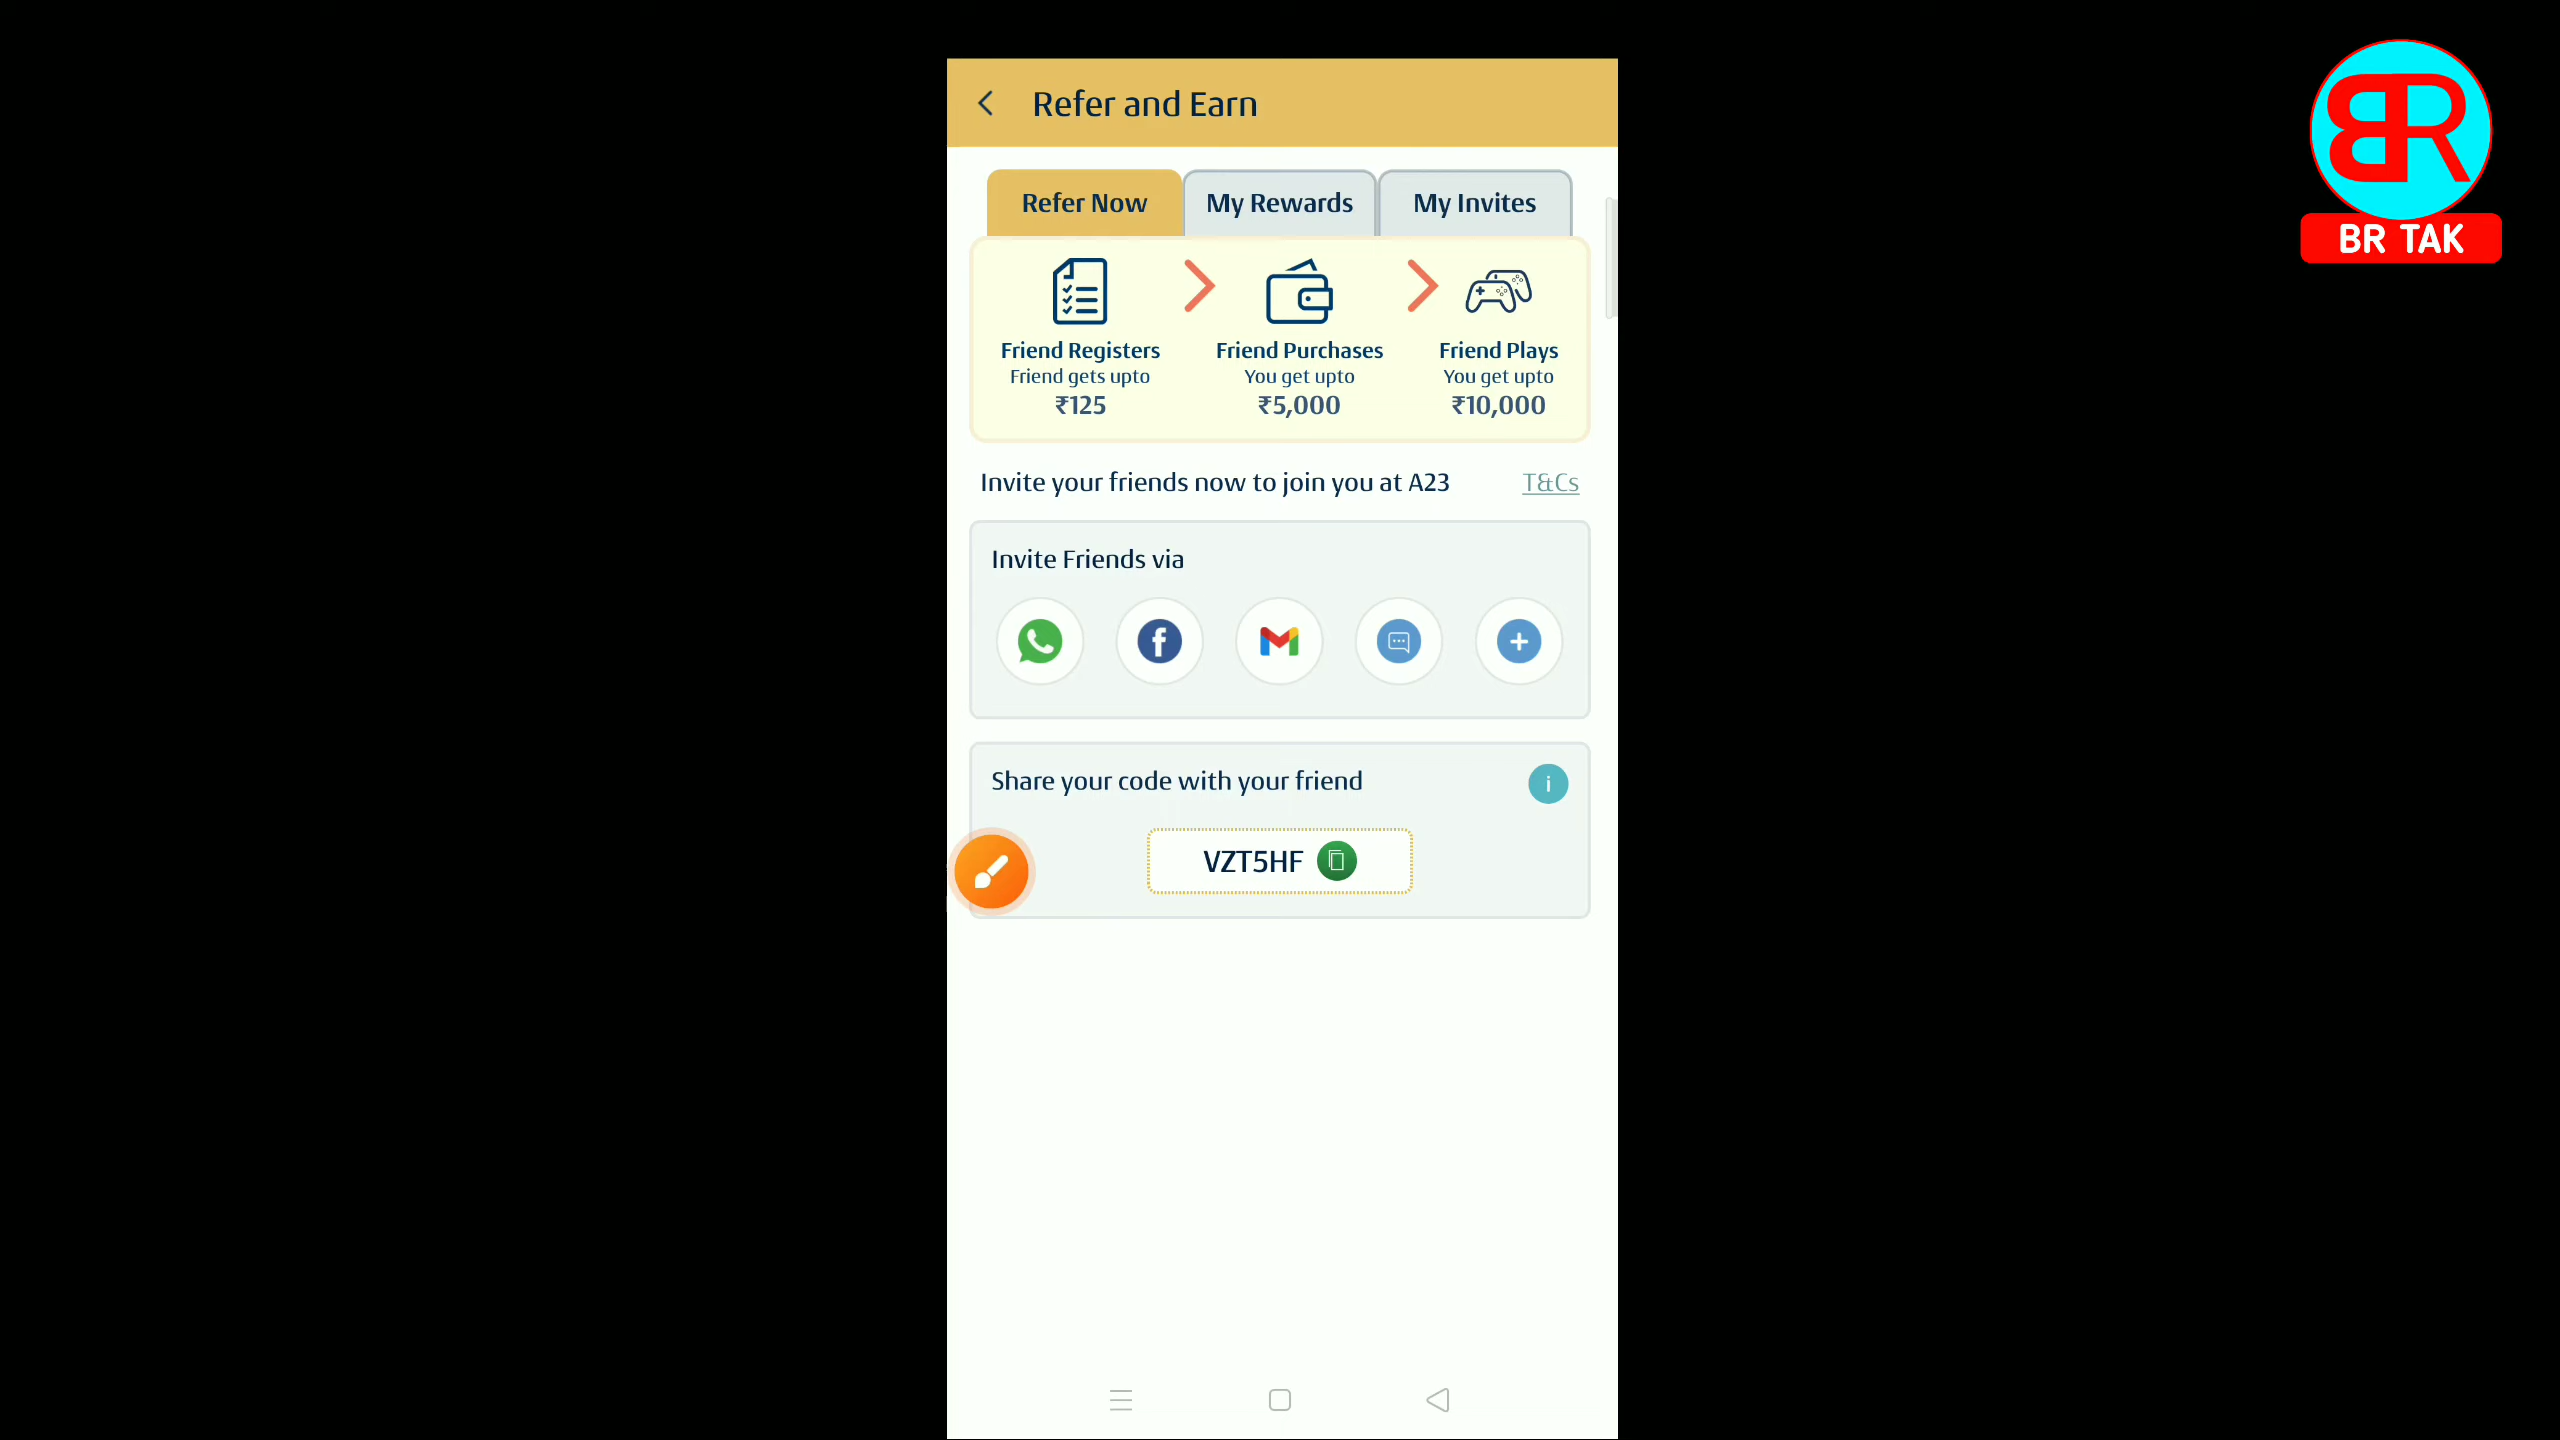 Refer and Earn
BR
BR TAK
Refer Now
My Rewards
My Invites
Friend Registers
Friend gets upto
₹125
Friend Purchases
You get upto
₹5,000
Friend Plays
You get upto
₹10,000
Invite your friends now to join you at A23
T&Cs
Invite Friends via
Share your code with your friend
i
VZT5HF